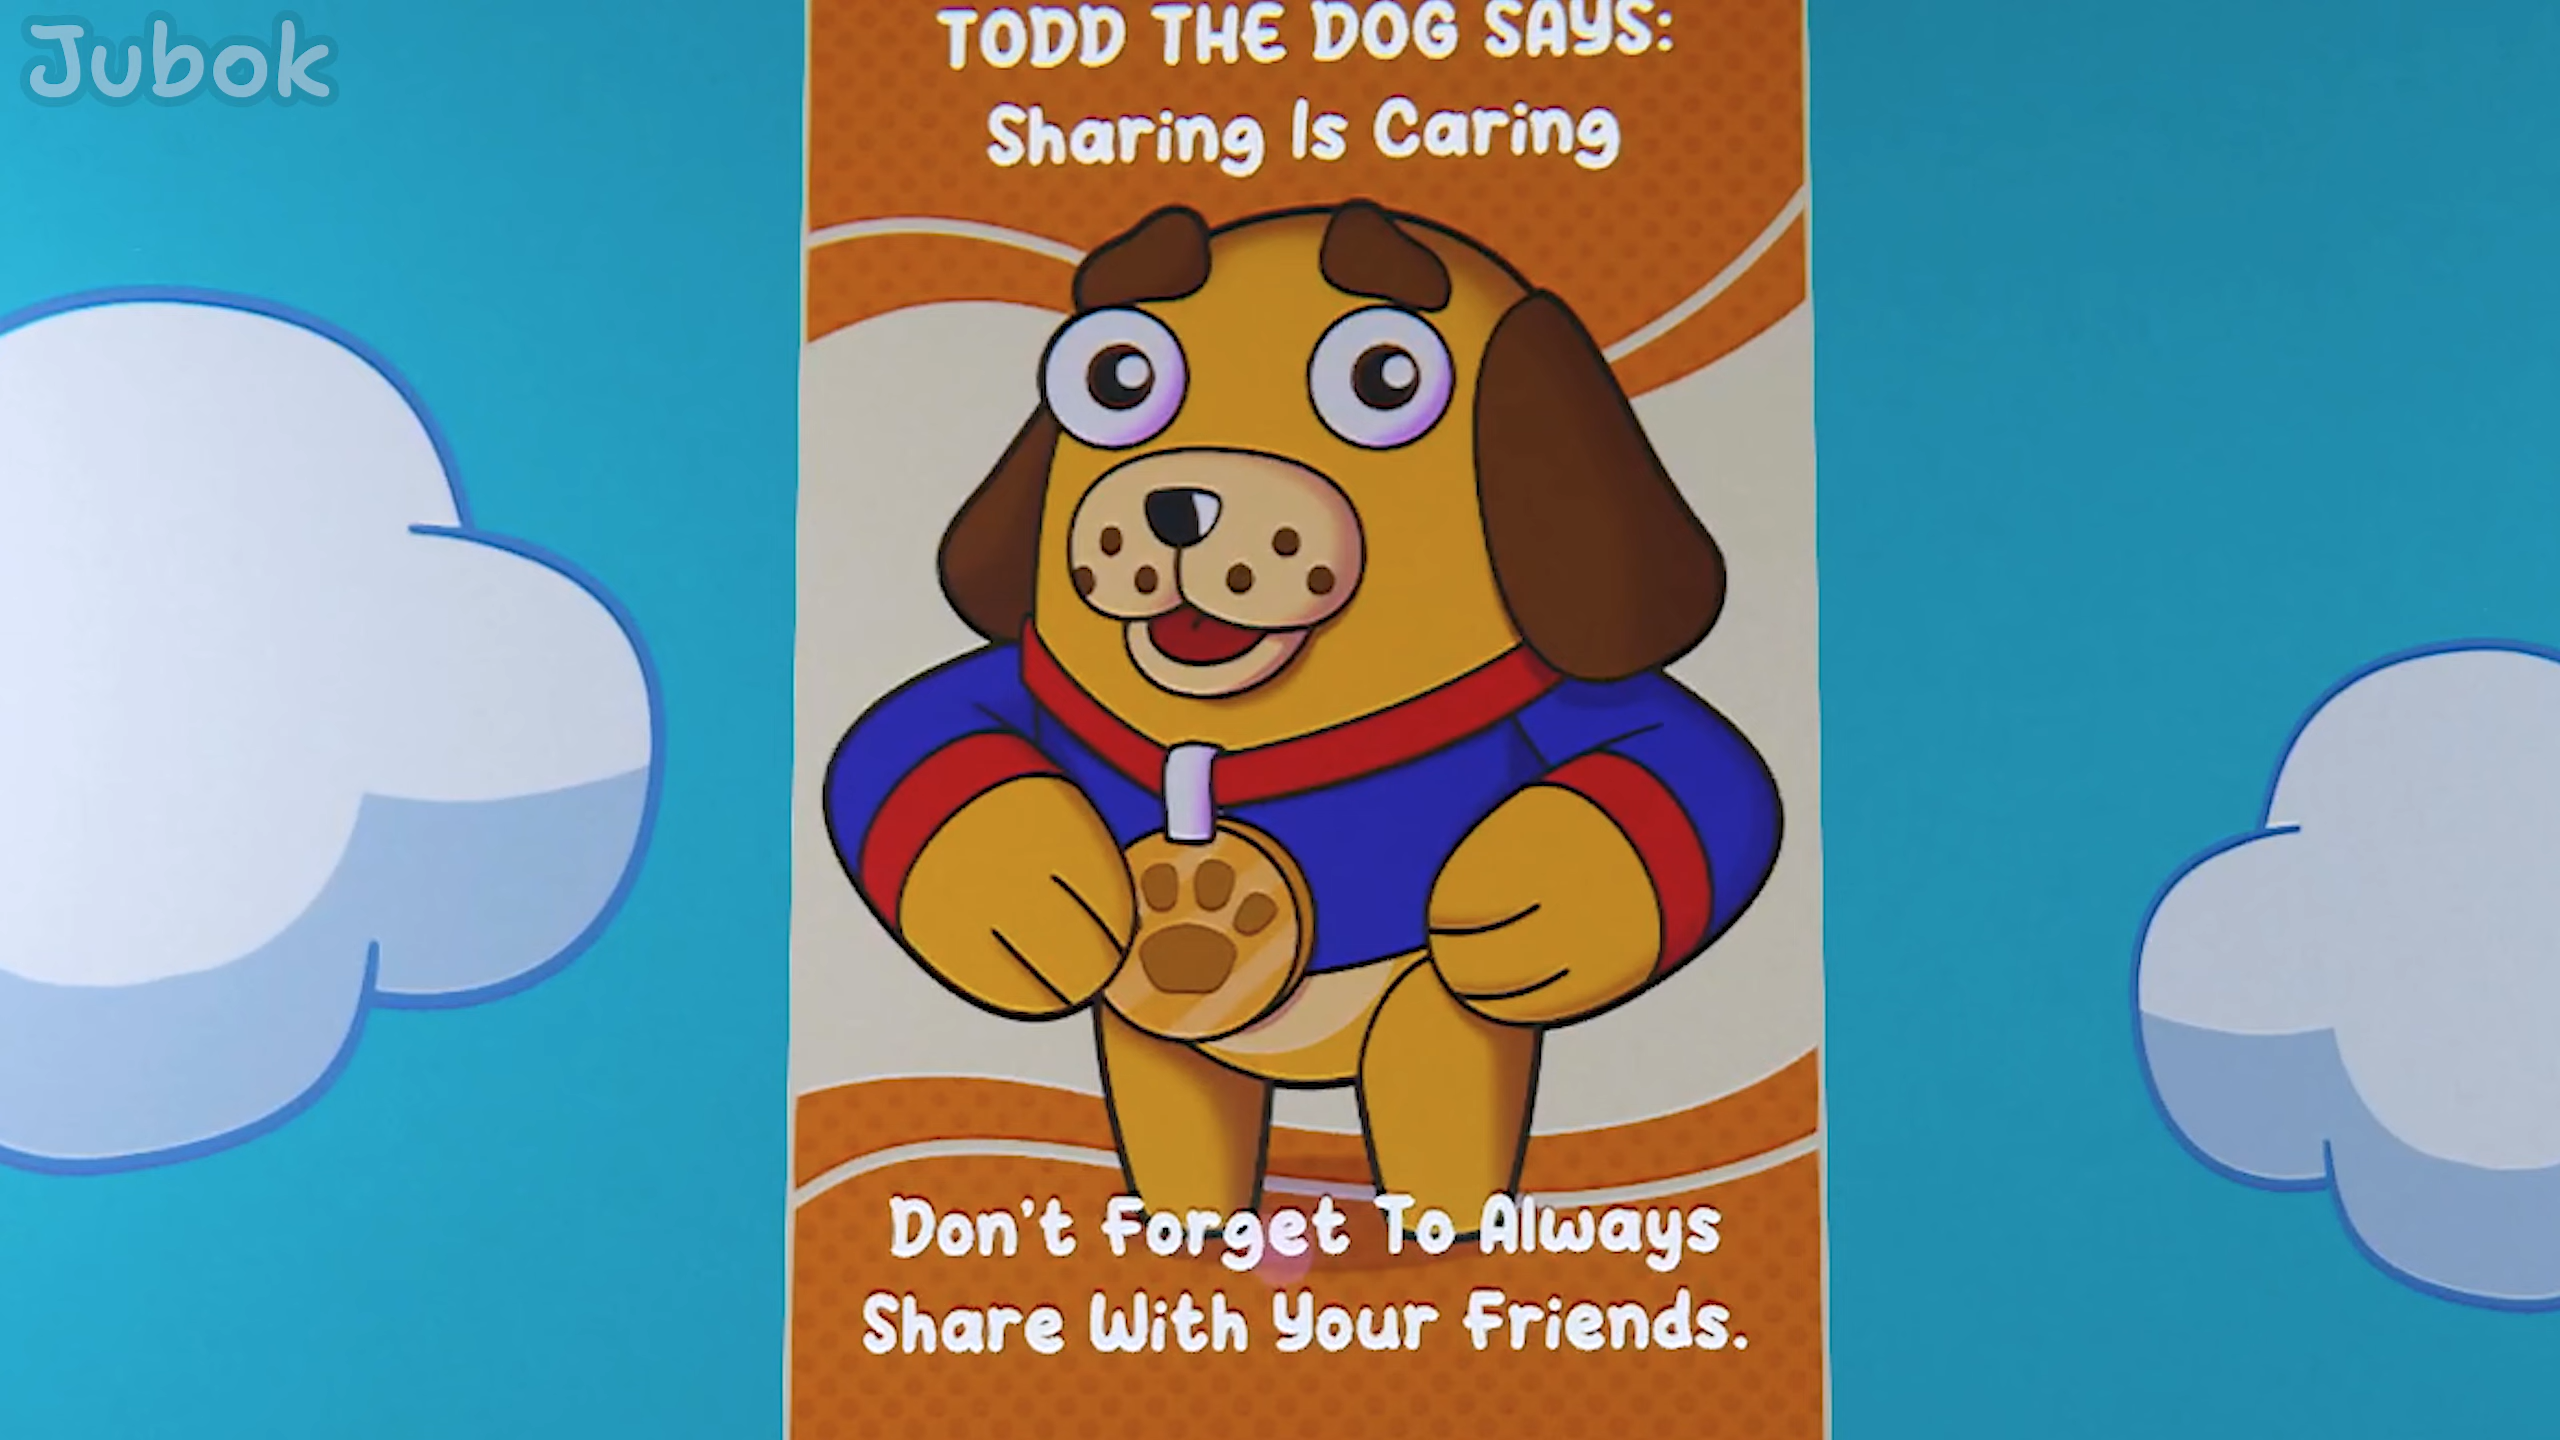 Jubok
TODD THE DOG SAYS:
Sharing Is Caring
Don't Forget To Always
Share With Your Friends.